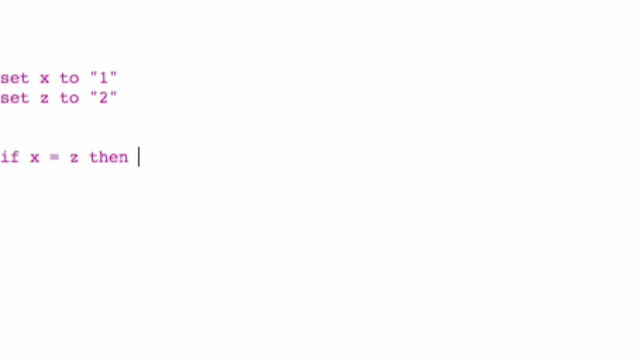 set x to "1"
set z to "2"
if x = z then